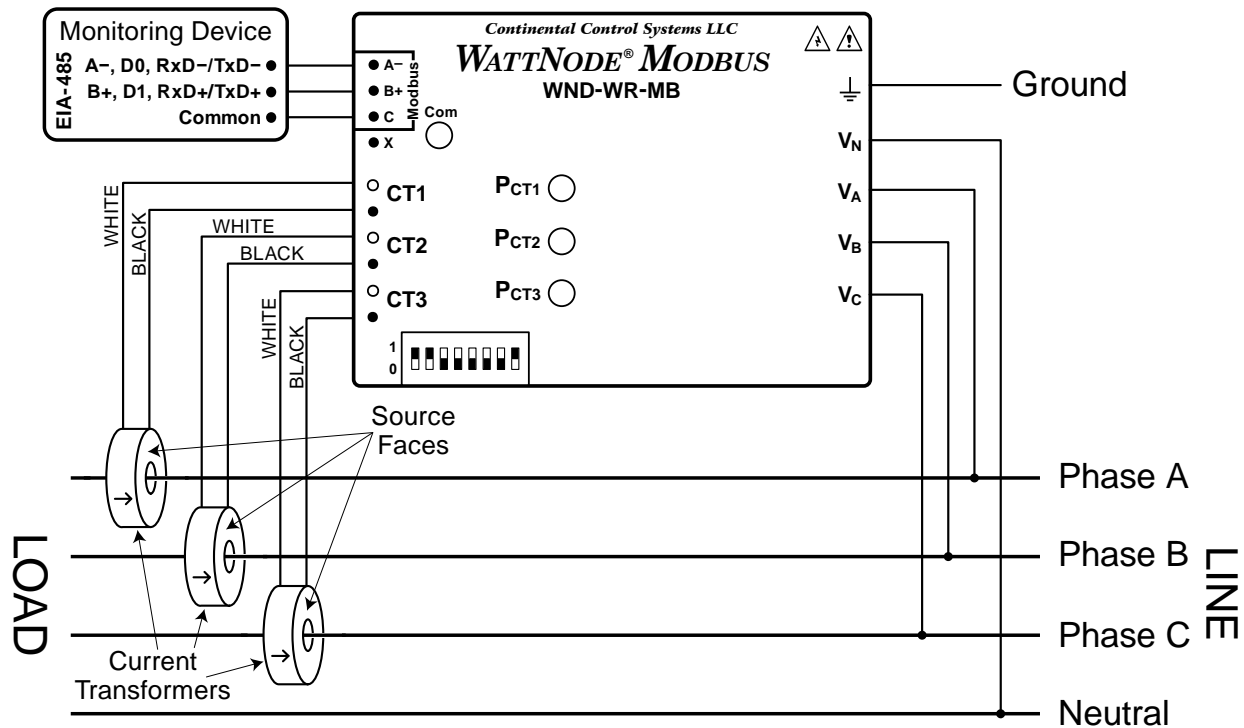 Monitoring Device
EIA-485
A−, D0, RxD−/TxD−
B+, D1, RxD+/TxD+
Common
Continental Control Systems LLC
WATTNODE® MODBUS
WND-WR-MB
A−
B+
C
X
Modbus
Com
CT1
CT2
CT3
PCT1
PCT2
PCT3
1
0
VN
VA
VB
VC
Ground
WHITE
BLACK
WHITE
BLACK
WHITE
BLACK
Source
Faces
Phase A
Phase B
Phase C
Neutral
LOAD
LINE
Current
Transformers